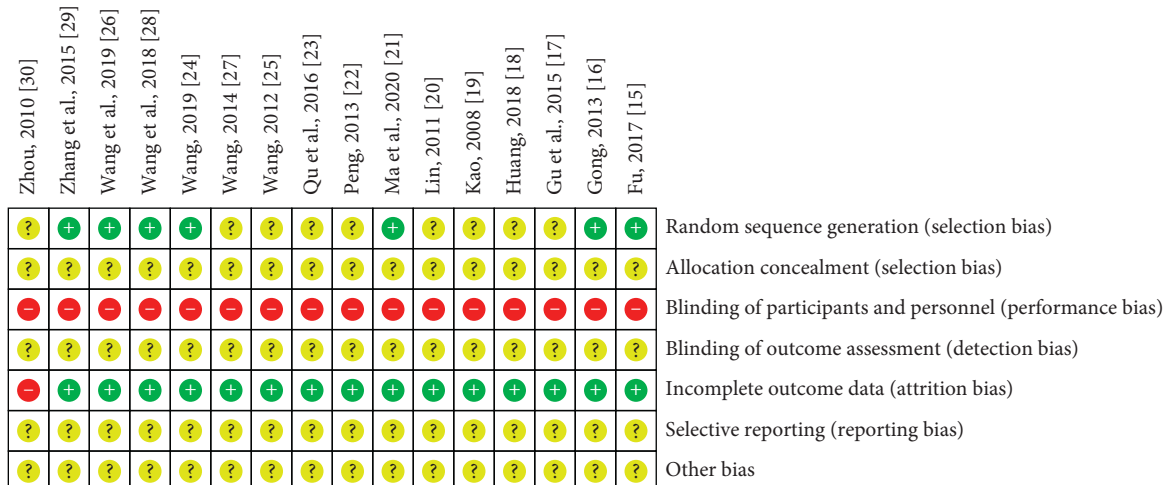 Zhou, 2010 [30]
Zhang et al., 2015 [29]
Wang et al., 2019 [26]
Wang et al., 2018 [28]
Wang, 2019 [24]
Wang, 2014 [27]
Wang, 2012 [25]
Qu et al., 2016 [23]
Peng, 2013 [22]
Ma et al., 2020 [21]
Lin, 2011 [20]
Kao, 2008 [19]
Huang, 2018 [18]
Gu et al., 2015 [17]
Gong, 2013 [16]
Fu, 2017 [15]
? + + + + ? ? ? ? + ? ? ? ? + + Random sequence generation (selection bias)
? ? ? ? ? ? ? ? ? ? ? ? ? ? ? ? Allocation concealment (selection bias)
− − − − − − − − − − − − − − − − Blinding of participants and personnel (performance bias)
? ? ? ? ? ? ? ? ? ? ? ? ? ? ? ? Blinding of outcome assessment (detection bias)
− + + + + + + + + + + + + + + + Incomplete outcome data (attrition bias)
? ? ? ? ? ? ? ? ? ? ? ? ? ? ? ? Selective reporting (reporting bias)
? ? ? ? ? ? ? ? ? ? ? ? ? ? ? ? Other bias